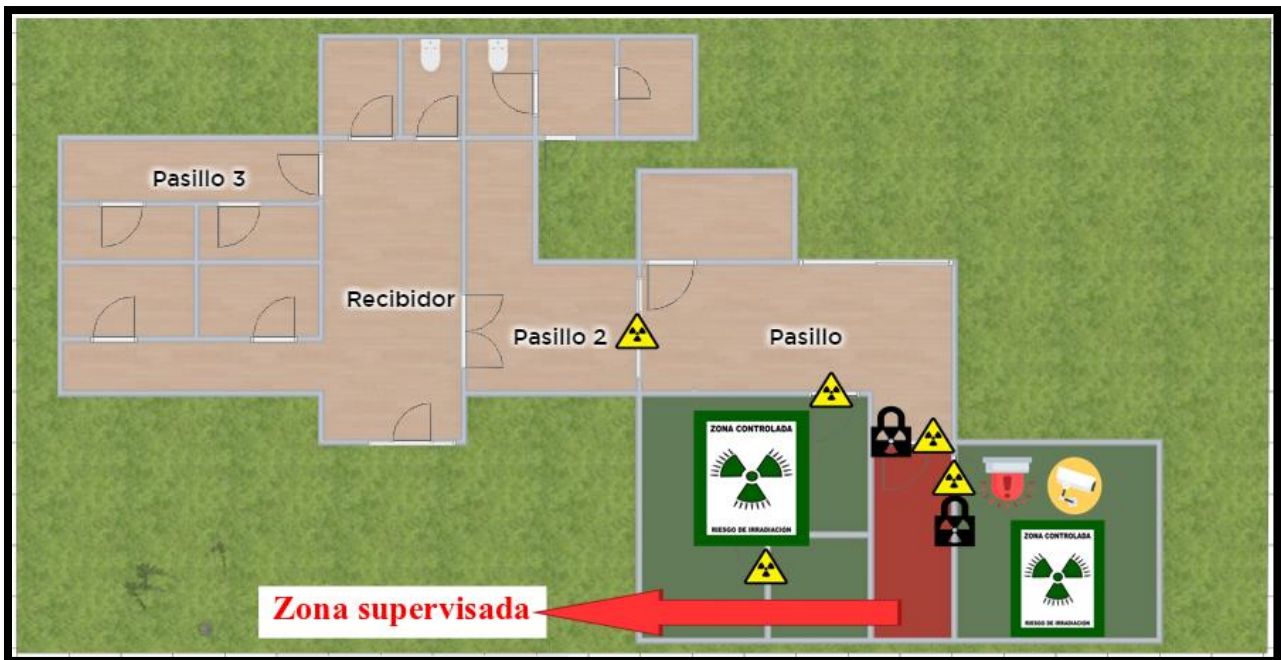 Pasillo 3
Recibidor
Pasillo 2
Pasillo
ZONA CONTROLADA
RIESGO DE IRRADIACIÓN
ZONA CONTROLADA
RIESGO DE IRRADIACIÓN
Zona supervisada